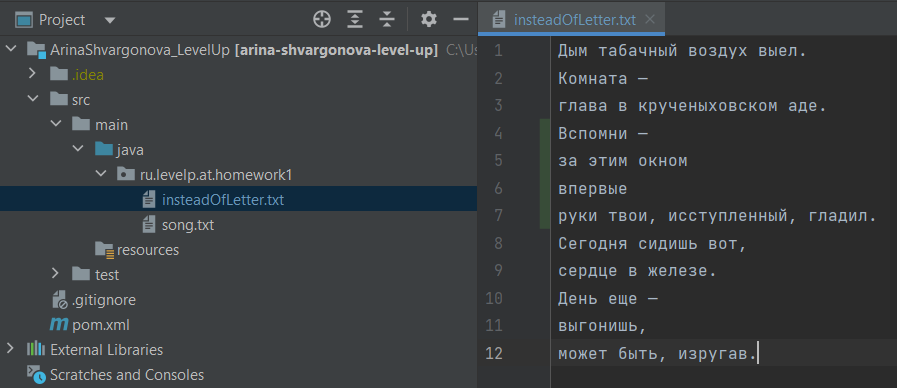 Project
ArinaShvargonova_LevelUp [arina-shvargonova-level-up] C:\Us
.idea
src
main
java
ru.levelp.at.homework1
insteadOfLetter.txt
song.txt
resources
test
.gitignore
pom.xml
External Libraries
Scratches and Consoles
insteadOfLetter.txt
1 Дым табачный воздух выел.
2 Комната —
3 глава в крученыховском аде.
4 Вспомни —
5 за этим окном
6 впервые
7 руки твои, исступленный, гладил.
8 Сегодня сидишь вот,
9 сердце в железе.
10 День еще —
11 выгонишь,
12 может быть, изругав.